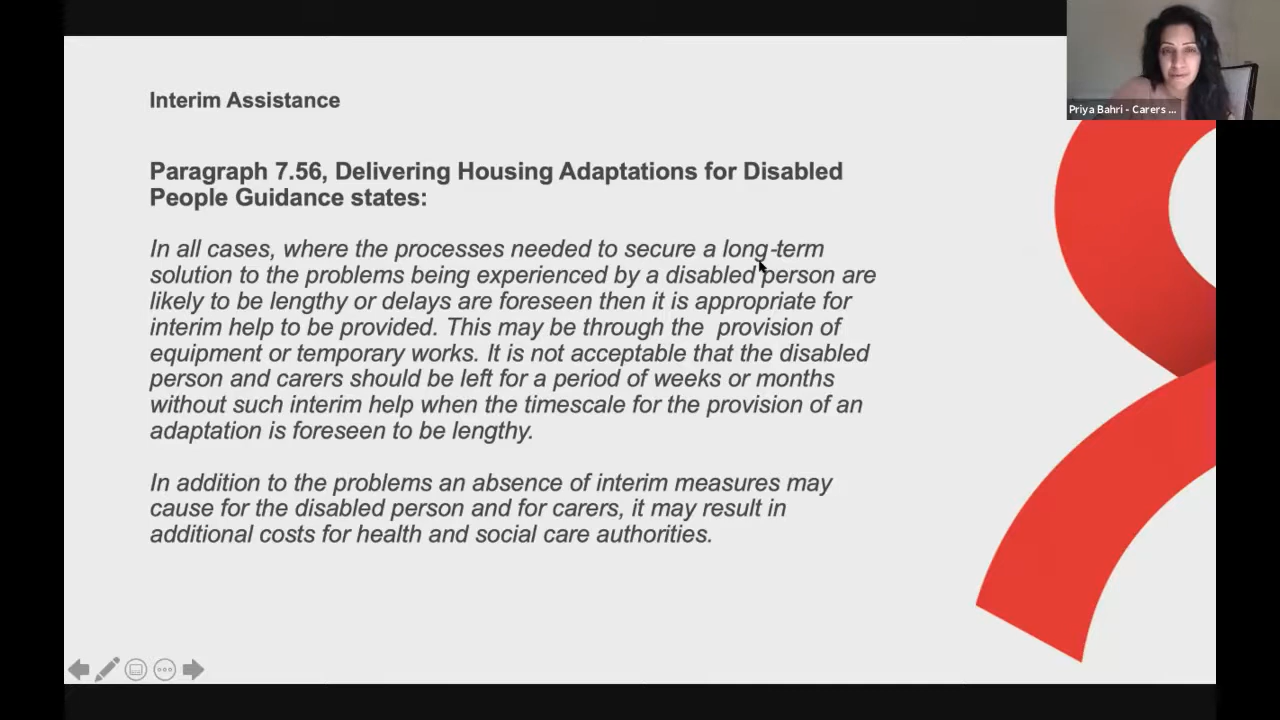 Interim Assistance
Paragraph 7.56, Delivering Housing Adaptations for Disabled
People Guidance states:
In all cases, where the processes needed to secure a long-term
solution to the problems being experienced by a disabled person are
likely to be lengthy or delays are foreseen then it is appropriate for
interim help to be provided. This may be through the  provision of
equipment or temporary works. It is not acceptable that the disabled
person and carers should be left for a period of weeks or months
without such interim help when the timescale for the provision of an
adaptation is foreseen to be lengthy.
In addition to the problems an absence of interim measures may
cause for the disabled person and for carers, it may result in
additional costs for health and social care authorities.
Priya Bahri - Carers ...